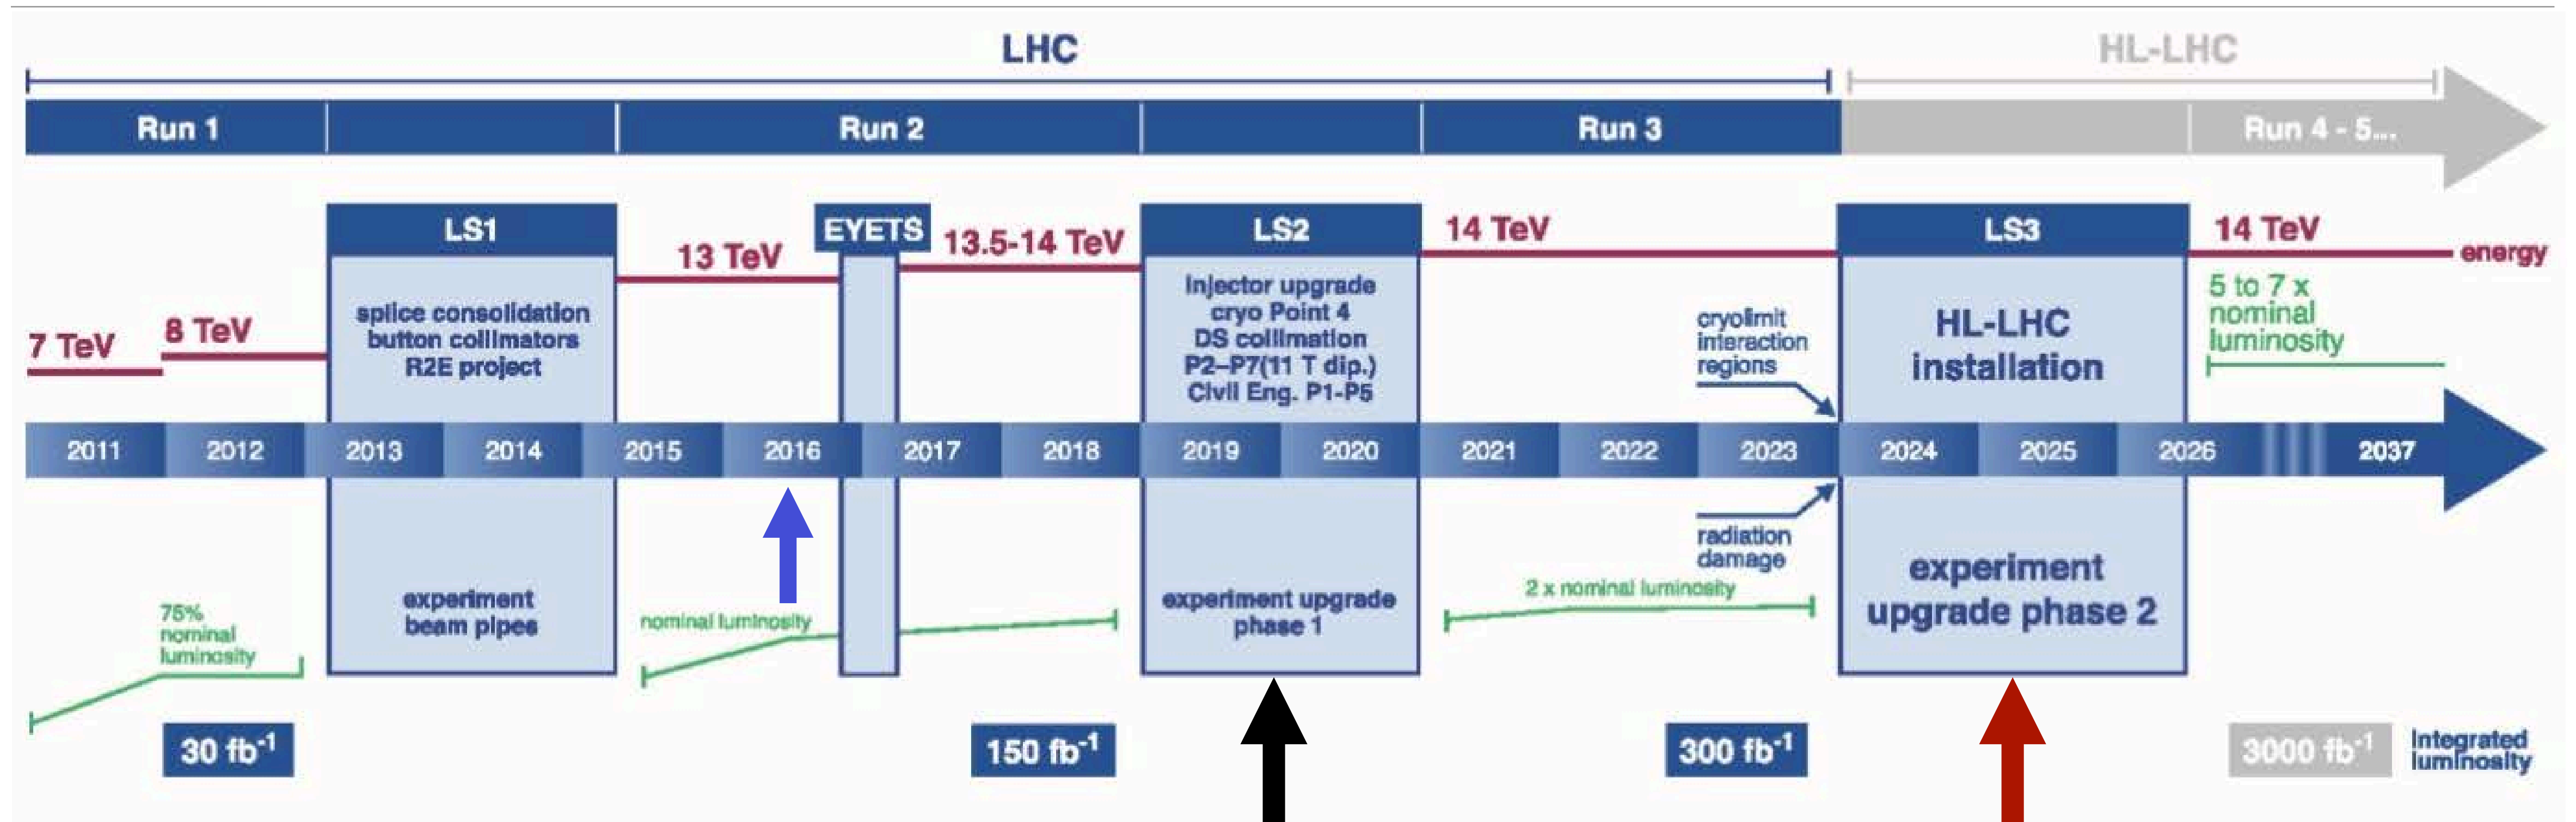 LHC
HL-LHC
Run 1
Run 2
Run 3
Run 4 - 5...
LS1
EYETS
LS2
LS3
7 TeV
8 TeV
13 TeV
13.5-14 TeV
14 TeV
14 TeV
energy
splice consolidation
button collimators
R2E project
Injector upgrade
cryo Point 4
DS collimation
P2–P7(11 T dip.)
Civil Eng. P1-P5
cryolimit
interaction
regions
HL-LHC
installation
5 to 7 x
nominal
luminosity
2011
2012
2013
2014
2015
2016
2017
2018
2019
2020
2021
2022
2023
2024
2025
2026
2037
75%
nominal
luminosity
experiment
beam pipes
nominal luminosity
experiment upgrade
phase 1
2 x nominal luminosity
radiation
damage
experiment
upgrade phase 2
30 fb⁻¹
150 fb⁻¹
300 fb⁻¹
3000 fb⁻¹
Integrated
luminosity